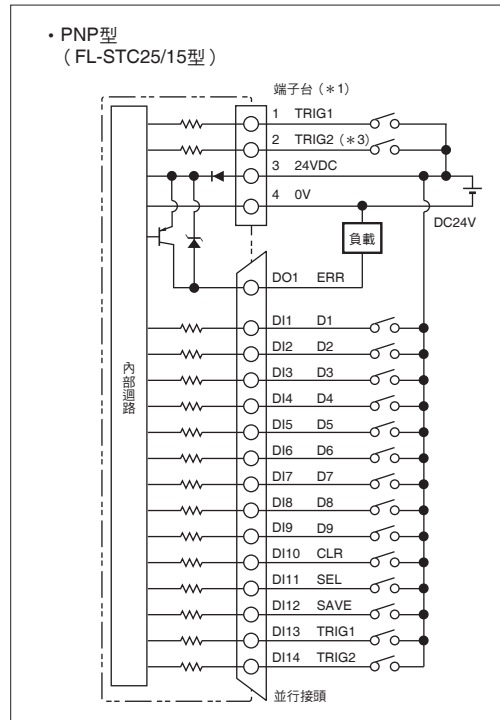 ・PNP型
（FL-STC25/15型）
端子台（＊1）
1 TRIG1
2 TRIG2（＊3）
3 24VDC
4 0V
DC24V
負載
DO1 ERR
DI1 D1
DI2 D2
DI3 D3
DI4 D4
DI5 D5
DI6 D6
DI7 D7
DI8 D8
DI9 D9
DI10 CLR
DI11 SEL
DI12 SAVE
DI13 TRIG1
DI14 TRIG2
內部迴路
並行接頭